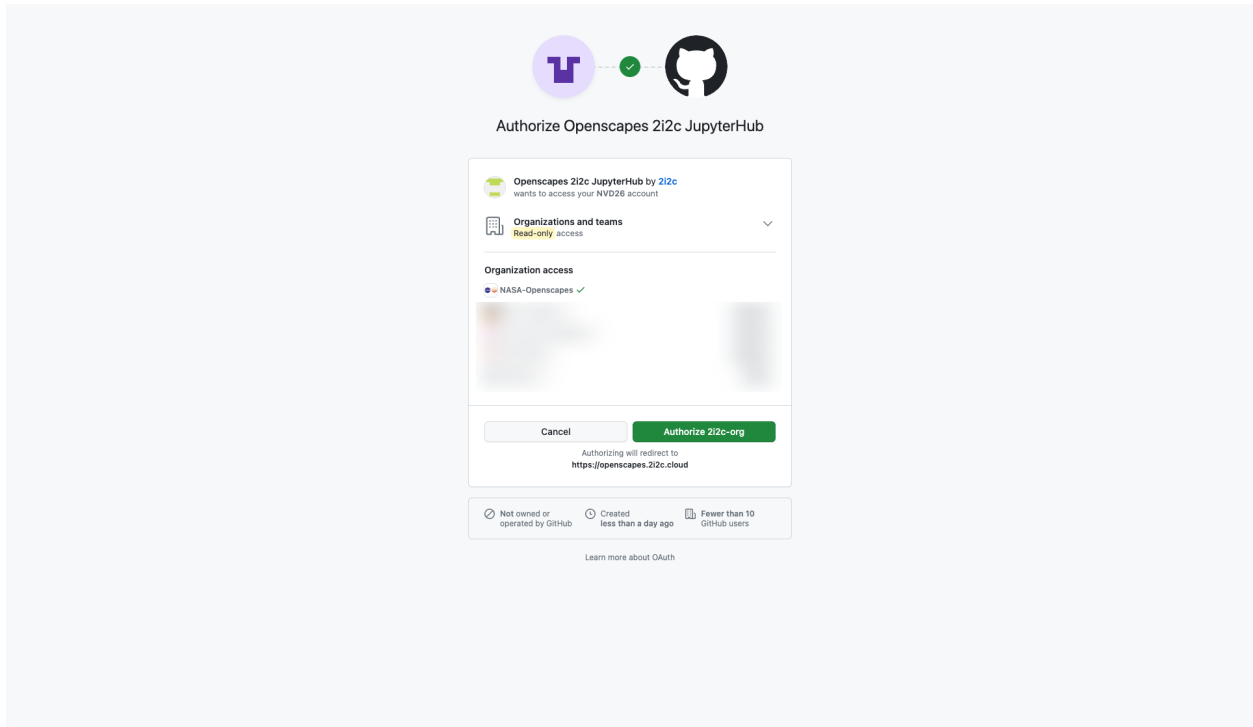 Authorize Openscapes 2i2c JupyterHub
Openscapes 2i2c JupyterHub by 2i2c
wants to access your NVD26 account
Organizations and teams
Read-only access
Organization access
NASA-Openscapes
Cancel
Authorize 2i2c-org
Authorizing will redirect to
https://openscapes.2i2c.cloud
Not owned or
operated by GitHub
Created
less than a day ago
Fewer than 10
GitHub users
Learn more about OAuth